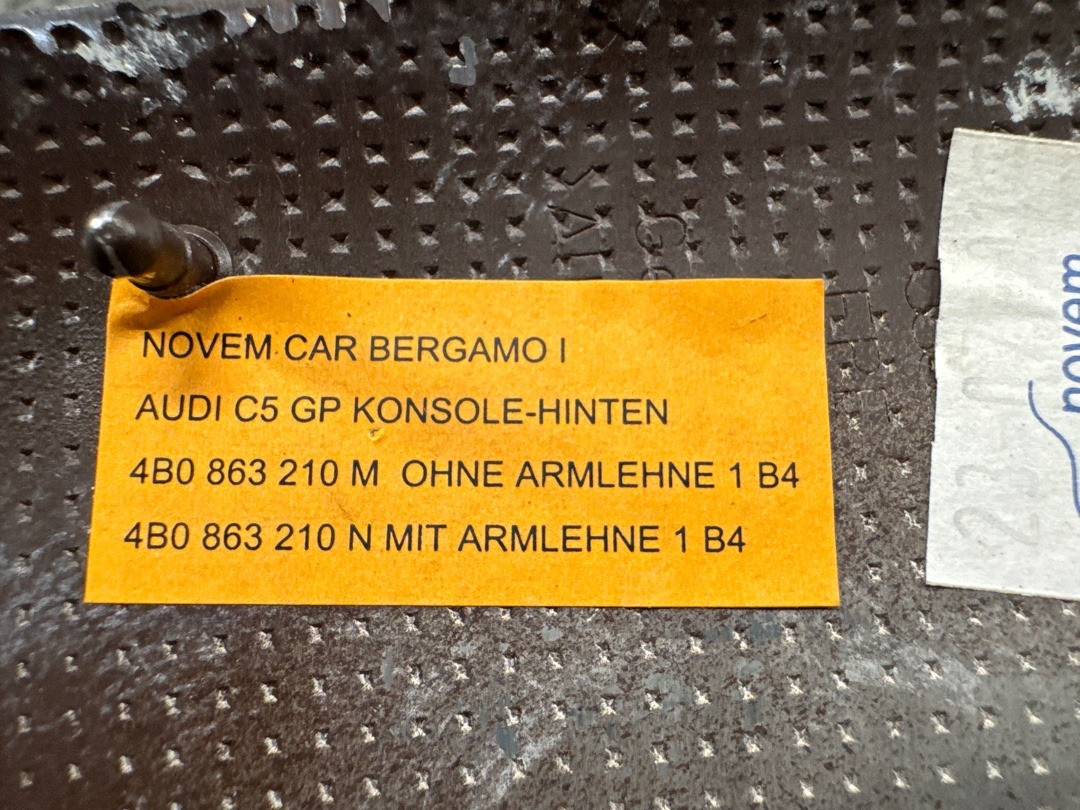 NOVEM CAR BERGAMO I
AUDI C5 GP KONSOLE-HINTEN
4B0 863 210 M OHNE ARMLEHNE 1 B4
4B0 863 210 N MIT ARMLEHNE 1 B4
novem